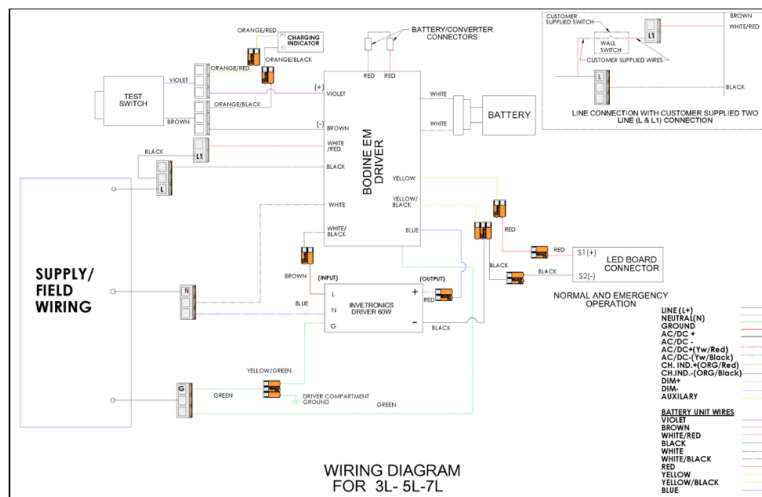 ORANGE/RED
CHARGING
INDICATOR
ORANGE/BLACK
BATTERY/CONVERTER
CONNECTORS
CUSTOMER
SUPPLIED SWITCH
BROWN
WHITE/RED
L1
WALL
SWITCH
CUSTOMER SUPPLIED WIRES
L
BLACK
LINE CONNECTION WITH CUSTOMER SUPPLIED TWO
LINE (L & L1) CONNECTION
ORANGE/RED
VIOLET
TEST
SWITCH
ORANGE/BLACK
BROWN
RED
RED
(+)
VIOLET
(-)
BROWN
WHITE
/RED
BLACK
WHITE
WHITE/
BLACK
BODINE EM
DRIVER
WHITE
WHITE
BATTERY
YELLOW
YELLOW/
BLACK
BLUE
BLACK
L1
L
RED
RED
BLACK
BLACK
S1(+)
S2(-)
LED BOARD
CONNECTOR
NORMAL AND EMERGENCY
OPERATION
SUPPLY/
FIELD
WIRING
N
BROWN
BLUE
(INPUT)
(OUTPUT)
L
N
G
INVETRONICS
DRIVER 60W
+
-
RED
BLACK
YELLOW/GREEN
G
GREEN
DRIVER COMPARTMENT
GROUND
GREEN
LINE (L+)
NEUTRAL(N)
GROUND
AC/DC +
AC/DC -
AC/DC+(Yw/Red)
AC/DC-(Yw/Black)
CH. IND.+(ORG/Red)
CH.IND.-(ORG/Black)
DIM+
DIM-
AUXILARY
BATTERY UNIT WIRES
VIOLET
BROWN
WHITE/RED
BLACK
WHITE
WHITE/BLACK
RED
YELLOW
YELLOW/BLACK
BLUE
WIRING DIAGRAM
FOR 3L- 5L-7L